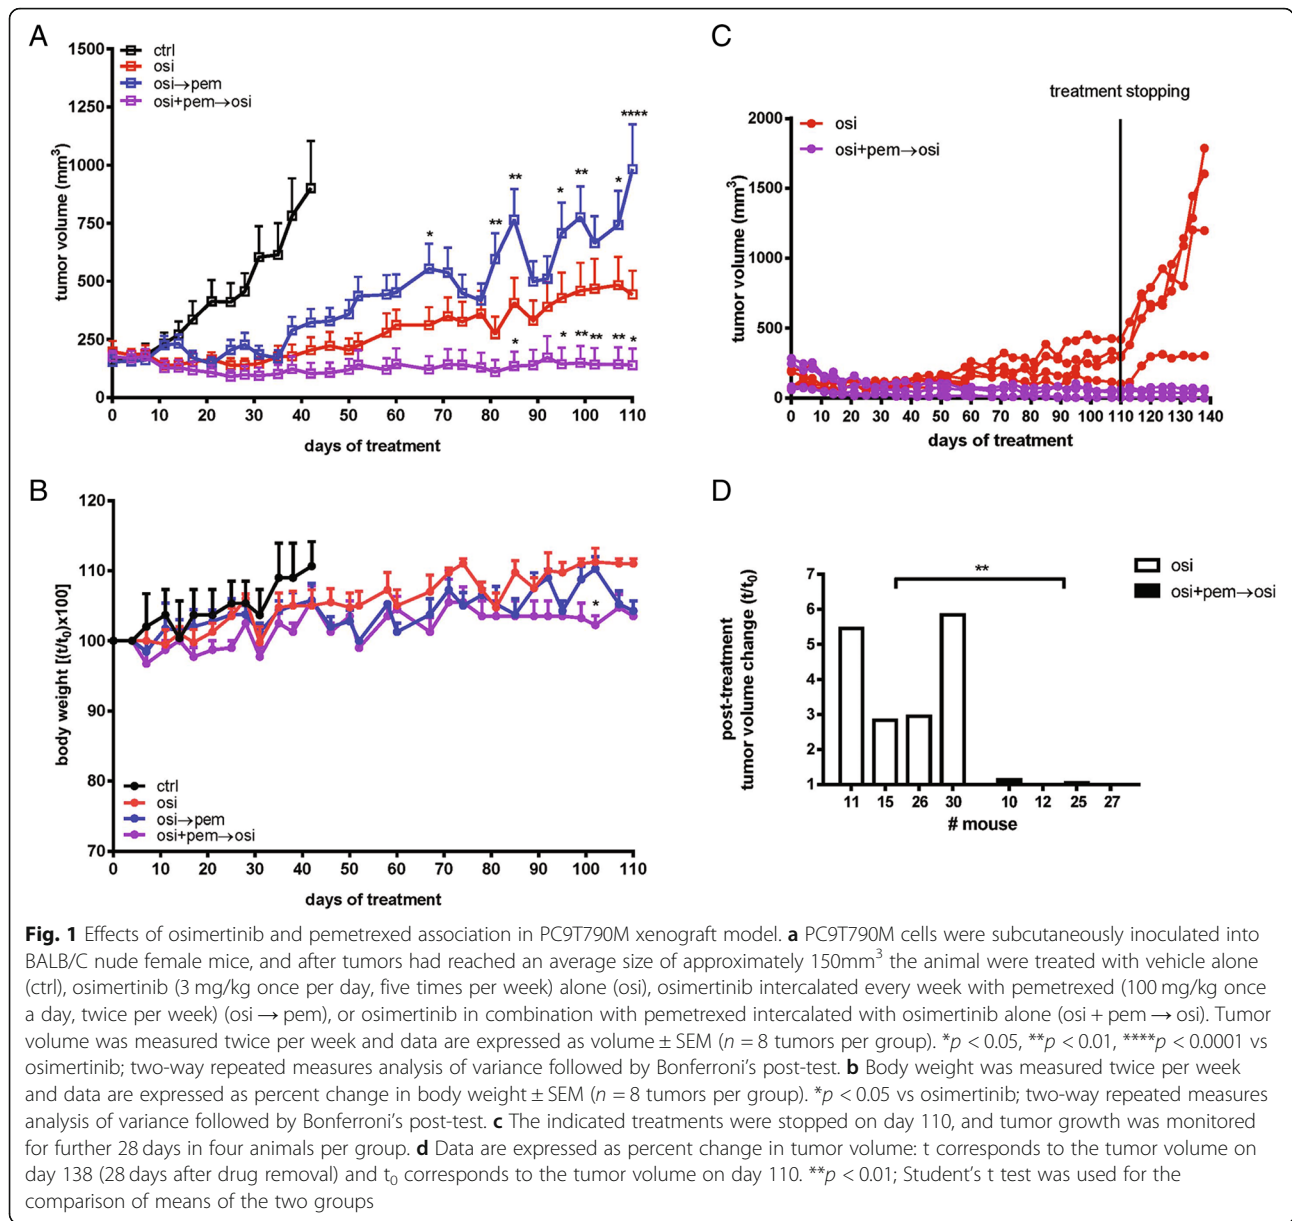 A
1500
1250
1000
750
500
250
0
tumor volume (mm³)
ctrl
osi
osi→pem
osi+pem→osi
*
**
**
*
**
*
****
*
*
**
**
**
*
0 10 20 30 40 50 60 70 80 90 100 110
days of treatment
C
treatment stopping
2000
1500
1000
500
0
tumor volume (mm³)
osi
osi+pem→osi
0 10 20 30 40 50 60 70 80 90 100 110 120 130 140
days of treatment
B
120
110
100
90
80
70
body weight [(t/t₀)x100]
*
ctrl
osi
osi→pem
osi+pem→osi
0 10 20 30 40 50 60 70 80 90 100 110
days of treatment
D
7
6
5
4
3
2
1
post-treatment
tumor volume change (t/t₀)
**
osi
osi+pem→osi
11 15 26 30 10 12 25 27
# mouse
Fig. 1 Effects of osimertinib and pemetrexed association in PC9T790M xenograft model. a PC9T790M cells were subcutaneously inoculated into
BALB/C nude female mice, and after tumors had reached an average size of approximately 150mm³ the animal were treated with vehicle alone
(ctrl), osimertinib (3 mg/kg once per day, five times per week) alone (osi), osimertinib intercalated every week with pemetrexed (100 mg/kg once
a day, twice per week) (osi → pem), or osimertinib in combination with pemetrexed intercalated with osimertinib alone (osi + pem → osi). Tumor
volume was measured twice per week and data are expressed as volume ± SEM (n = 8 tumors per group). *p < 0.05, **p < 0.01, ****p < 0.0001 vs
osimertinib; two-way repeated measures analysis of variance followed by Bonferroni's post-test. b Body weight was measured twice per week
and data are expressed as percent change in body weight ± SEM (n = 8 tumors per group). *p < 0.05 vs osimertinib; two-way repeated measures
analysis of variance followed by Bonferroni's post-test. c The indicated treatments were stopped on day 110, and tumor growth was monitored
for further 28 days in four animals per group. d Data are expressed as percent change in tumor volume: t corresponds to the tumor volume on
day 138 (28 days after drug removal) and t₀ corresponds to the tumor volume on day 110. **p < 0.01; Student's t test was used for the
comparison of means of the two groups